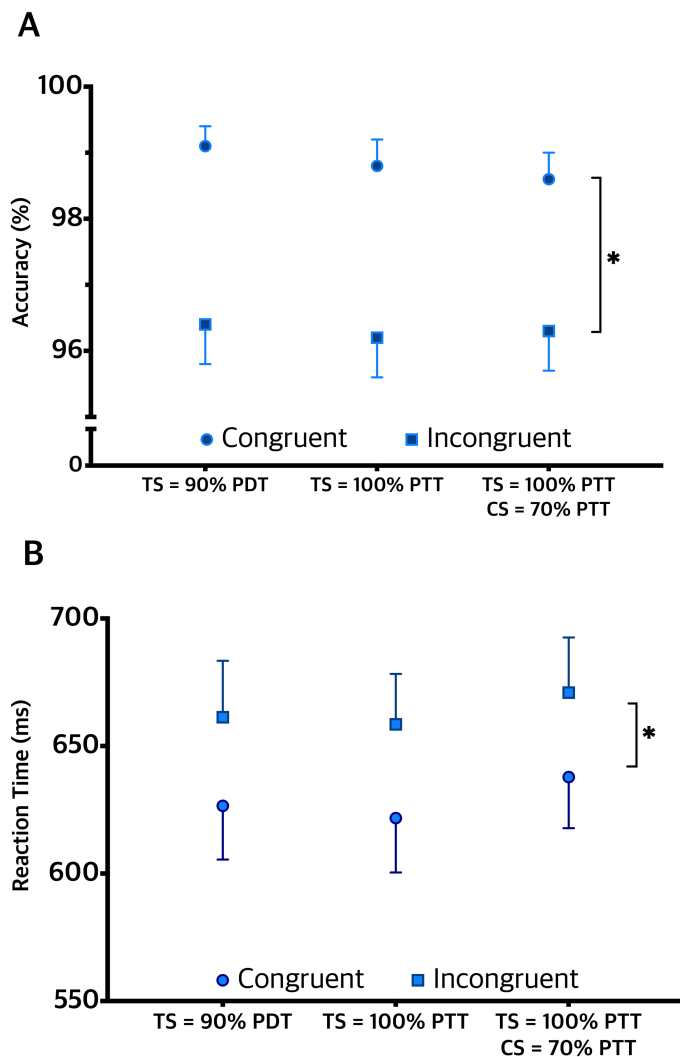 A
100
98
96
0
Accuracy (%)
*
Congruent Incongruent
TS = 90% PDT TS = 100% PTT TS = 100% PTT
CS = 70% PTT
B
700
650
600
550
Reaction Time (ms)
*
Congruent Incongruent
TS = 90% PDT TS = 100% PTT TS = 100% PTT
CS = 70% PTT